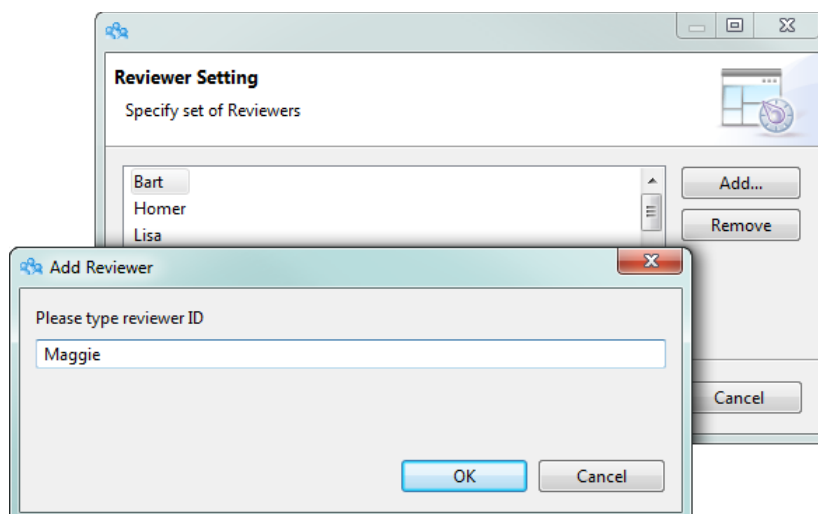 Reviewer Setting
Specify set of Reviewers
Bart
Homer
Lisa
Add...
Remove
Cancel
Add Reviewer
Please type reviewer ID
Maggie
OK
Cancel